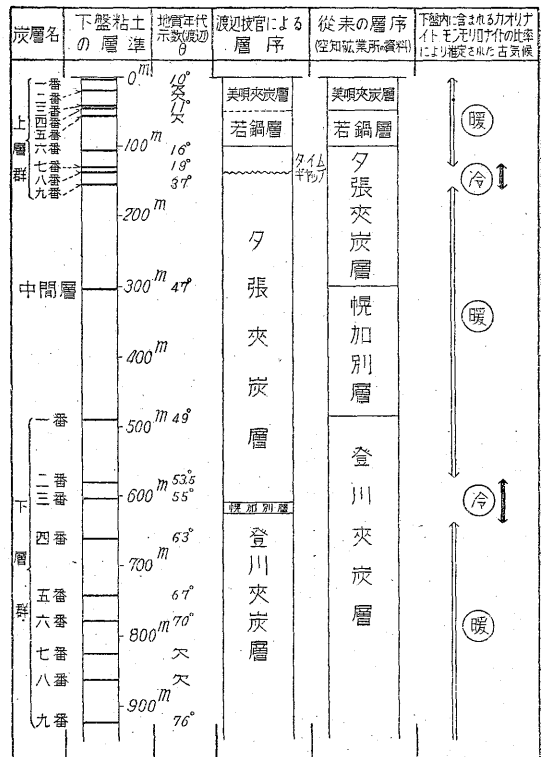 炭層名
下盤粘土の層準
地質年代示数(渡辺)θ
渡辺技官による層序
従来の層序(空知鉱業所の資料)
下盤内に含まれるカオリナイトモンモリロナイトの比率により推定された古気候
上層群
一番
二番
三番
四番
五番
六番
七番
八番
九番
中間層
下層群
一番
二番
三番
四番
五番
六番
七番
八番
九番
0m
100m
200m
300m
400m
500m
600m
700m
800m
900m
10°
欠
11°
欠
16°
19°
37°
47°
49°
53.5°
55°
63°
67°
70°
欠
欠
76°
美唄夾炭層
若鍋層
タイムギャップ
夕張夾炭層
幌加別層
登川夾炭層
美唄夾炭層
若鍋層
夕張夾炭層
幌加別層
登川夾炭層
暖
冷
暖
冷
暖